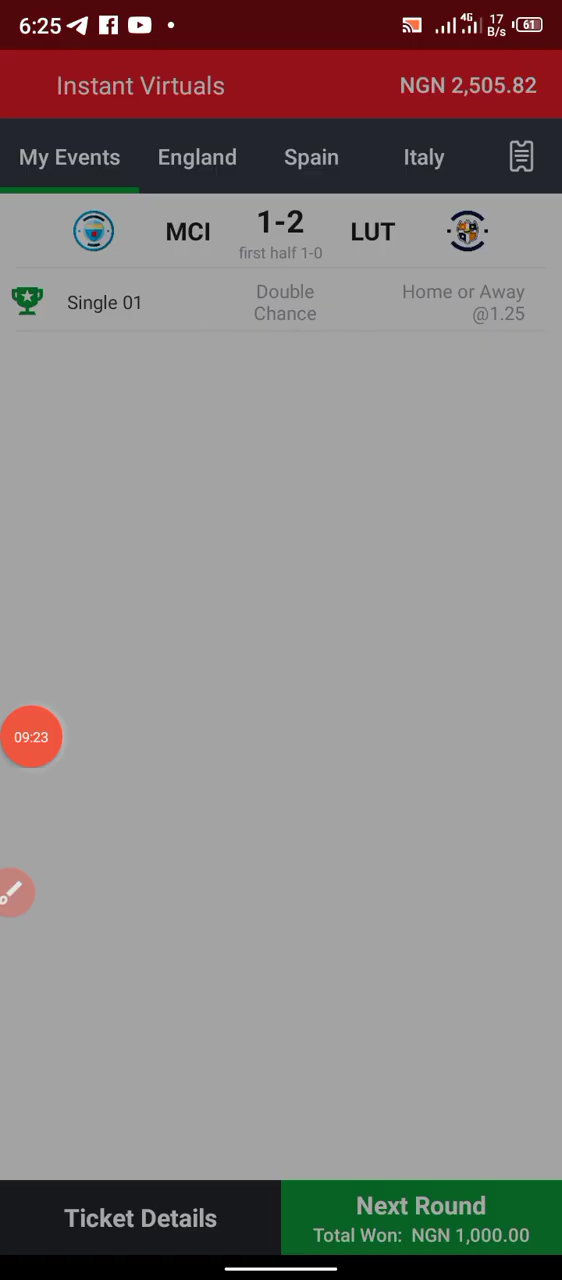 6:25 4G 17 B/s 61
Instant Virtuals NGN 2,505.82
My Events England Spain Italy
MCI 1-2 LUT
first half 1-0
Single 01 Double Chance Home or Away @1.25
09:23
Ticket Details Next Round
Total Won: NGN 1,000.00